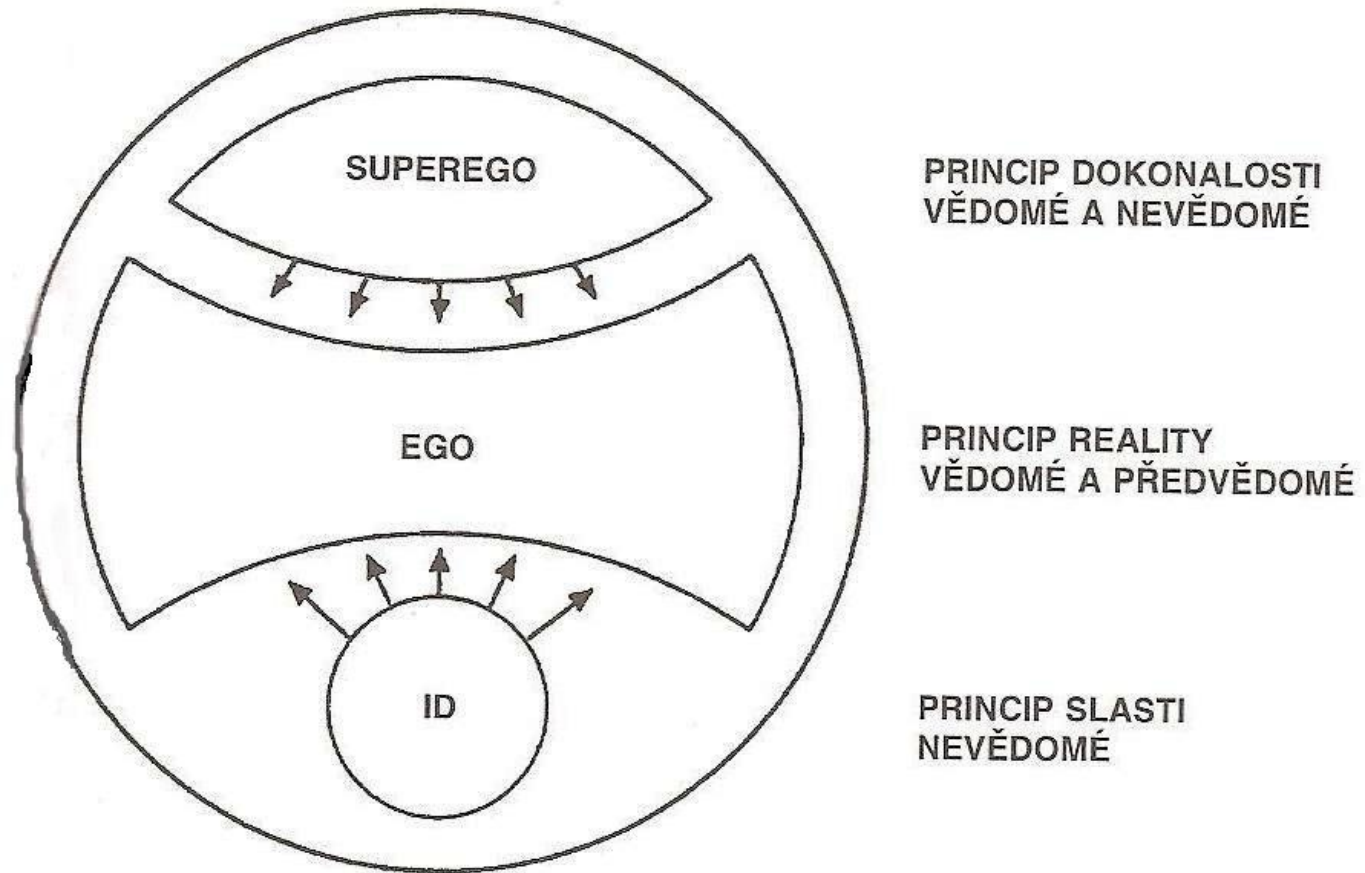 SUPEREGO
PRINCIP DOKONALOSTI
VĚDOMÉ A NEVĚDOMÉ
EGO
PRINCIP REALITY
VĚDOMÉ A PŘEDVĚDOMÉ
ID
PRINCIP SLASTI
NEVĚDOMÉ